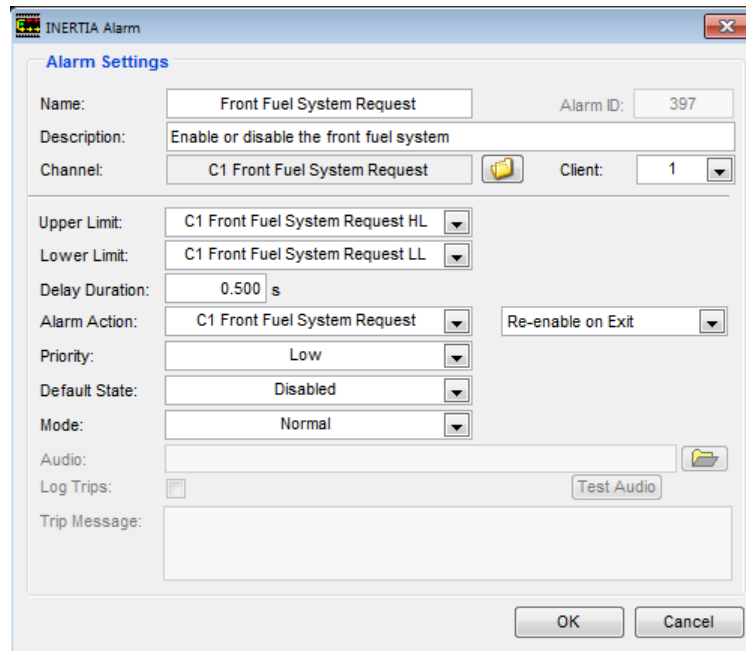 INERTIA Alarm
Alarm Settings
Name: Front Fuel System Request Alarm ID: 397
Description: Enable or disable the front fuel system
Channel: C1 Front Fuel System Request Client: 1
Upper Limit: C1 Front Fuel System Request HL
Lower Limit: C1 Front Fuel System Request LL
Delay Duration: 0.500 s
Alarm Action: C1 Front Fuel System Request Re-enable on Exit
Priority: Low
Default State: Disabled
Mode: Normal
Audio:
Log Trips: Test Audio
Trip Message:
OK Cancel